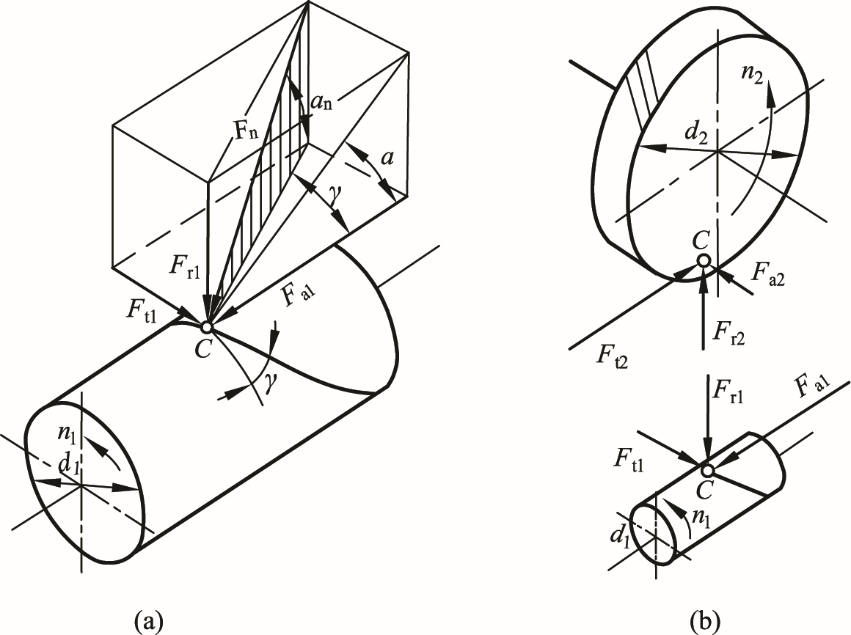 Fn
an
a
γ
Fr1
Fa1
Ft1
C
γ
n1
d1
(a)
n2
d2
C
Fa2
Fr2
Ft2
Fr1
Fa1
Ft1
C
n1
d1
(b)